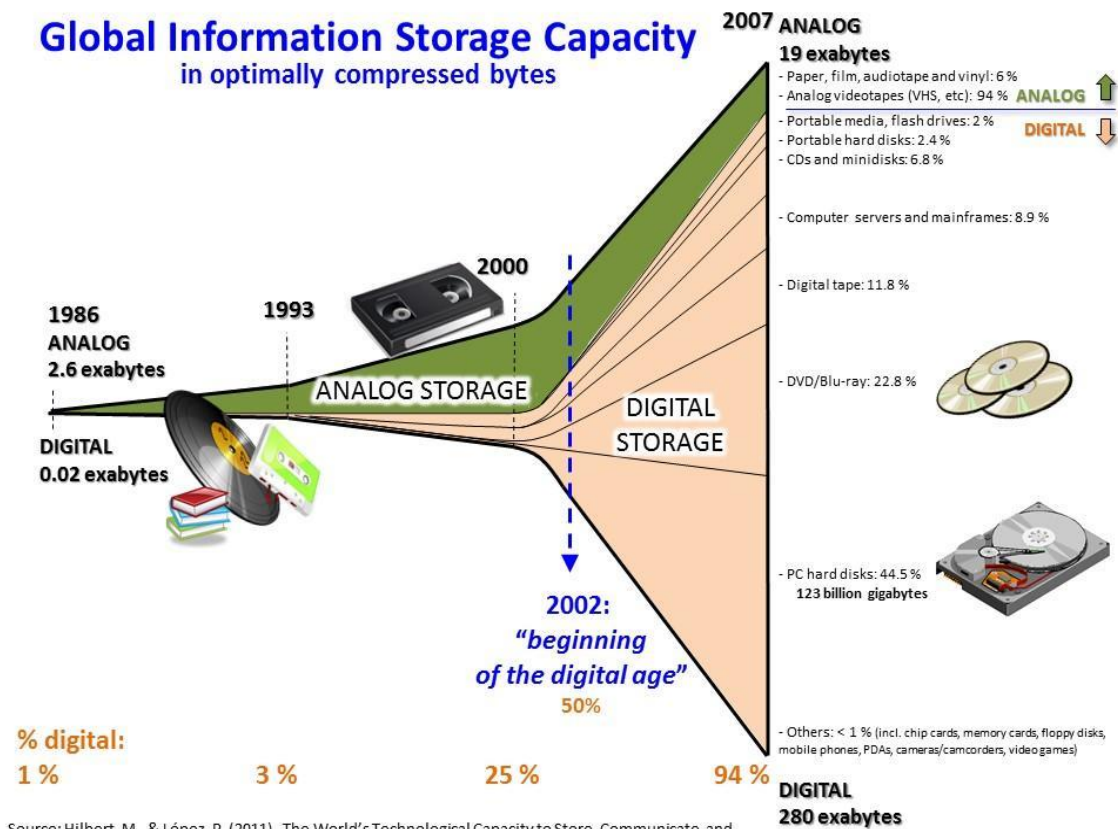 Global Information Storage Capacity
in optimally compressed bytes
2007
ANALOG
19 exabytes
- Paper, film, audiotape and vinyl: 6 %
- Analog videotapes (VHS, etc): 94 %
ANALOG
- Portable media, flash drives: 2 %
DIGITAL
- Portable hard disks: 2.4 %
- CDs and minidisks: 6.8 %
- Computer servers and mainframes: 8.9 %
- Digital tape: 11.8 %
- DVD/Blu-ray: 22.8 %
- PC hard disks: 44.5 %
123 billion gigabytes
- Others: < 1 % (incl. chip cards, memory cards, floppy disks,
mobile phones, PDAs, cameras/camcorders, video games)
DIGITAL
280 exabytes
1986
ANALOG
2.6 exabytes
DIGITAL
0.02 exabytes
1993
2000
ANALOG STORAGE
DIGITAL
STORAGE
2002:
“beginning
of the digital age”
50%
% digital:
1 %
3 %
25 %
94 %
Source: Hilbert, M., & López, P. (2011). The World's Technological Capacity to Store, Communicate, and